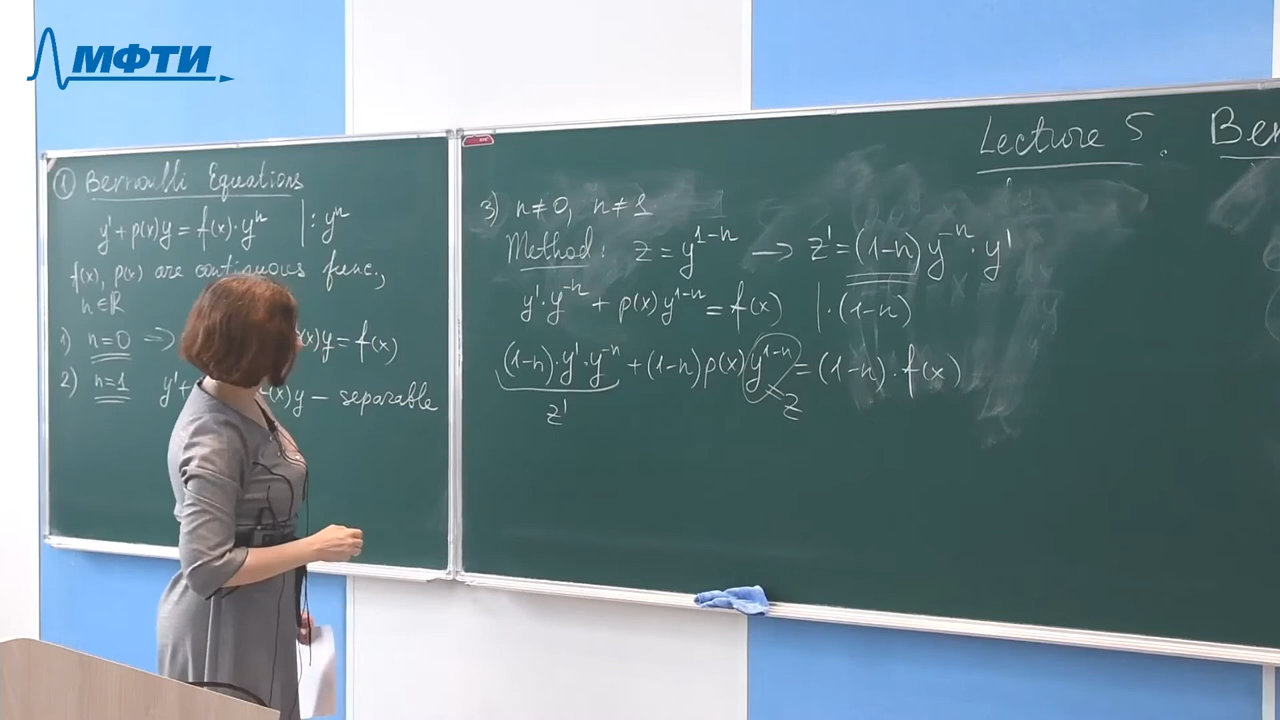 МФТИ
① Bernoulli Equations
y' + p(x)y = f(x)·yⁿ |: yⁿ
f(x), p(x) are continuous func.,
n ∈ ℝ
1) n=0 ⇒ (x)y = f(x)
2) n=1 y'+ (x)y – separable
Lecture 5.
3) n≠0, n≠1
Method: z = y¹⁻ⁿ → z' = (1-n) y⁻ⁿ · y'
y'·y⁻ⁿ + p(x) y¹⁻ⁿ = f(x) |·(1-n)
(1-n)·y'·y⁻ⁿ + (1-n)p(x) y¹⁻ⁿ = (1-n)·f(x)
z' z